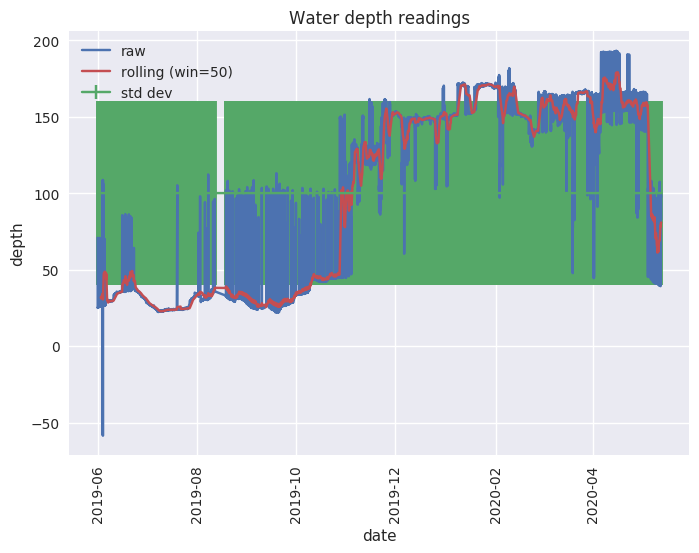 Water depth readings
raw
rolling (win=50)
std dev
depth
200
150
100
50
0
−50
2019-06
2019-08
2019-10
2019-12
2020-02
2020-04
date